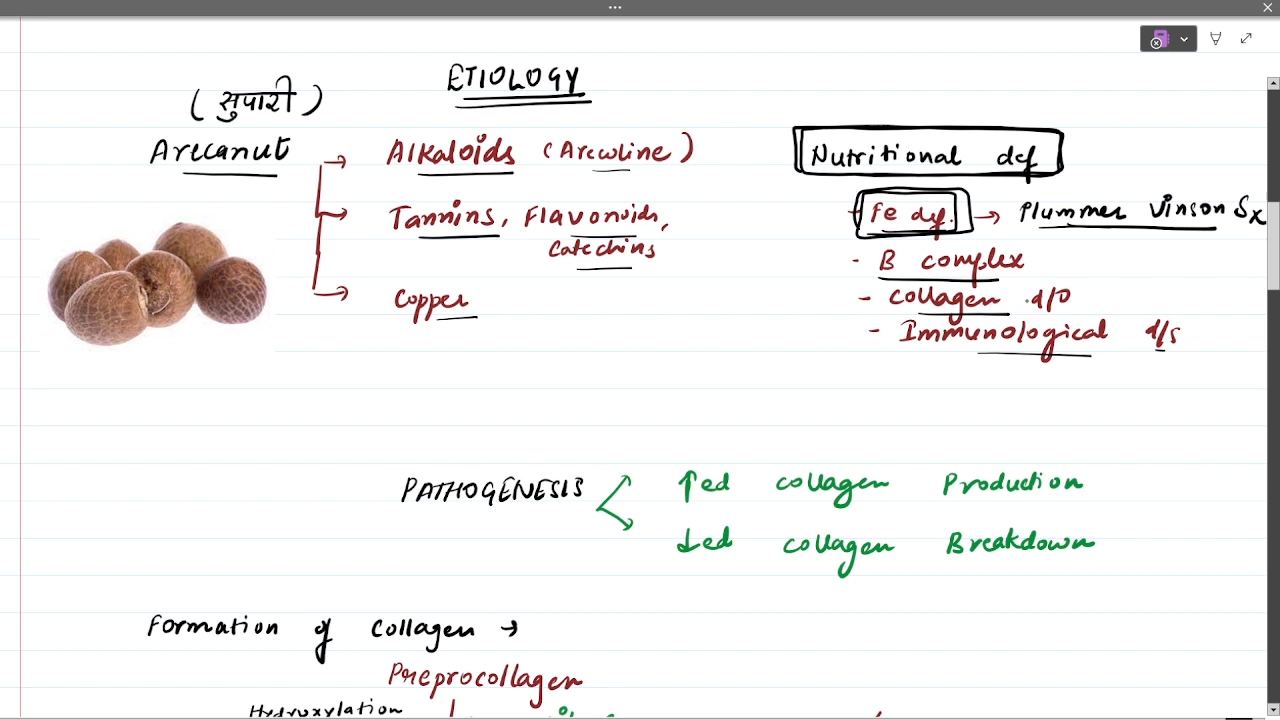 ETIOLOGY
(सुपारी)
Arecanut
Alkaloids (Arecoline)
Tannins, Flavonoids,
Catechins
Copper
Nutritional def
- Fe def. → Plummer Vinson Sx
- B complex
- Collagen d/o
- Immunological d/s
PATHOGENESIS
↑ed collagen Production
↓ed collagen Breakdown
Formation of collagen →
Preprocollagen
Hydroxylation